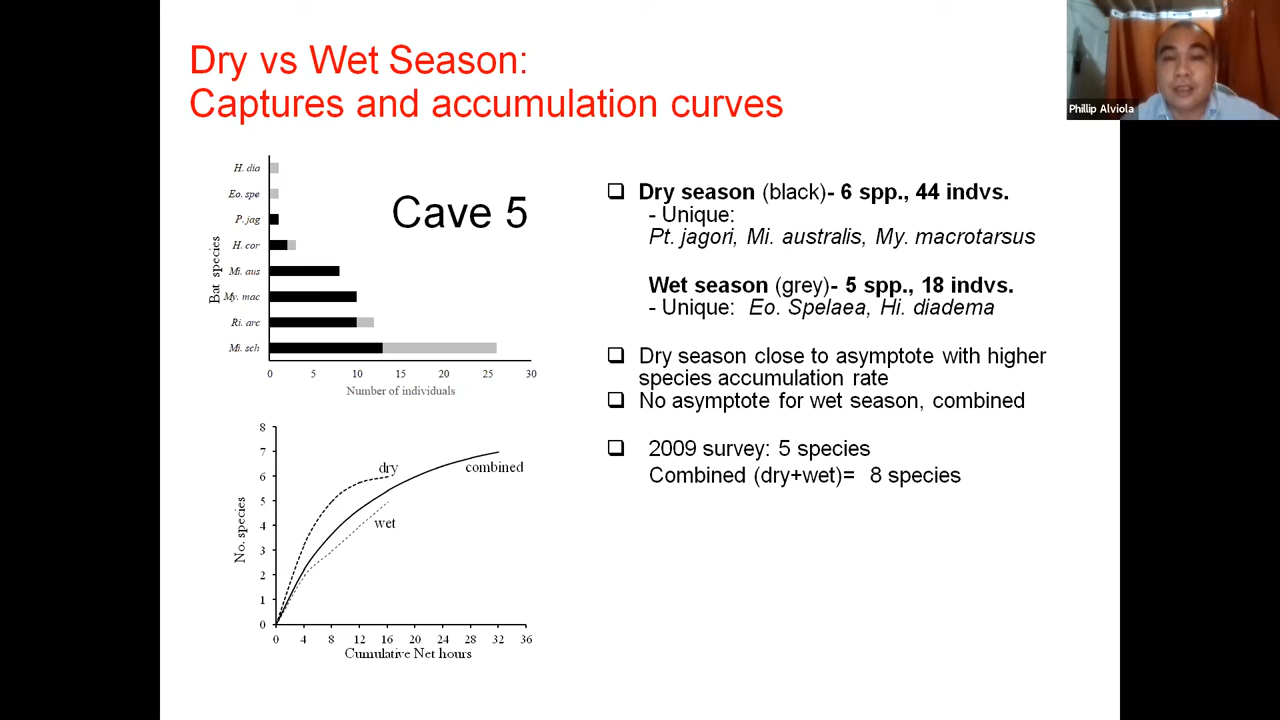 Dry vs Wet Season:
Captures and accumulation curves
Phillip Alviola
Cave 5
Bat species
H. dia
Eo. spe
P. jag
H. cor
Mi. aus
My. mac
Ri. arc
Mi. sch
0 5 10 15 20 25 30
Number of individuals
No. species
8
7
6
5
4
3
2
1
0
dry
combined
wet
0 4 8 12 16 20 24 28 32 36
Cumulative Net hours
❑ Dry season (black)- 6 spp., 44 indvs.
- Unique:
Pt. jagori, Mi. australis, My. macrotarsus
Wet season (grey)- 5 spp., 18 indvs.
- Unique: Eo. Spelaea, Hi. diadema
❑ Dry season close to asymptote with higher
species accumulation rate
❑ No asymptote for wet season, combined
❑ 2009 survey: 5 species
Combined (dry+wet)= 8 species